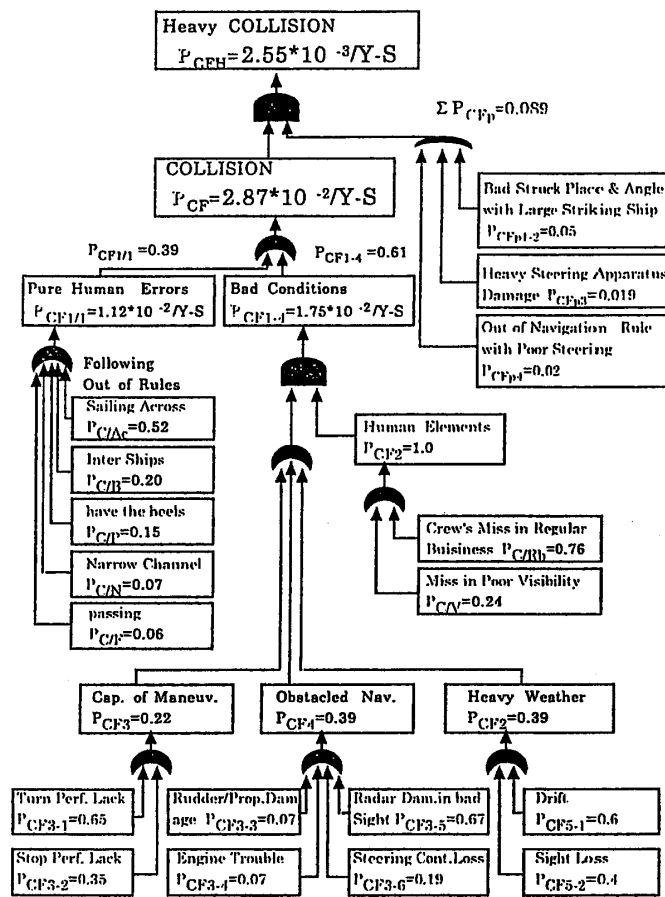 Heavy COLLISION
P_CFH=2.55*10 -3/Y-S
Σ P_CFp=0.089
COLLISION
P_CF=2.87*10 -2/Y-S
Bad Struck Place & Angle
with Large Striking Ship
P_CFp1-2=0.05
Heavy Steering Apparatus
Damage P_CFp3=0.019
Out of Navigation Rule
with Poor Steering
P_CFp4=0.02
P_CF1/1=0.39
P_CF1-4=0.61
Pure Human Errors
P_CF1/1=1.12*10 -2/Y-S
Bad Conditions
P_CF1-4=1.75*10 -2/Y-S
Following
Out of Rules
Sailing Across
P_C/Ac=0.52
Inter Ships
P_C/B=0.20
have the heels
P_C/P=0.15
Narrow Channel
P_C/N=0.07
passing
P_C/F=0.06
Human Elements
P_CF2=1.0
Crew's Miss in Regular
Buisiness P_C/Rb=0.76
Miss in Poor Visibility
P_C/V=0.24
Cap. of Maneuv.
P_CF3=0.22
Obstacled Nav.
P_CF4=0.39
Heavy Weather
P_CF2=0.39
Turn Perf. Lack
P_CF3-1=0.65
Stop Perf. Lack
P_CF3-2=0.35
Rudder/Prop.Dam
age P_CF3-3=0.07
Engine Trouble
P_CF3-4=0.07
Radar Dam.in bad
Sight P_CF3-5=0.67
Steering Cont.Loss
P_CF3-6=0.19
Drift
P_CF5-1=0.6
Sight Loss
P_CF5-2=0.4